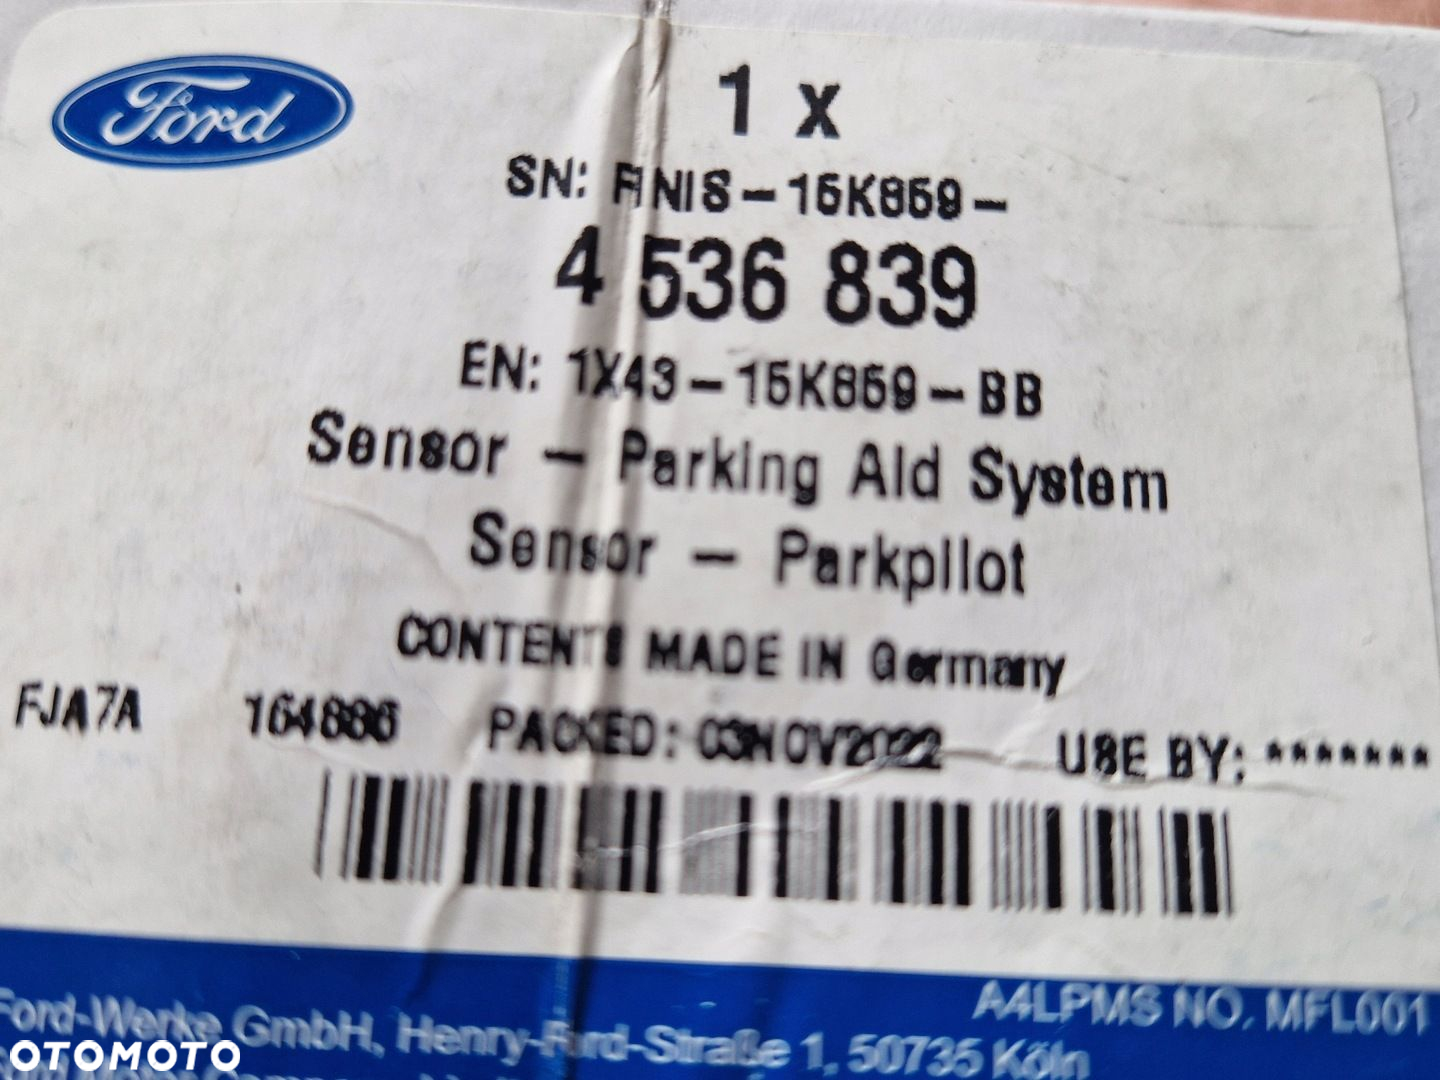 Ford
1 x
SN: FINIS-15K859-
4 536 839
EN: 1X43-15K859-BB
Sensor - Parking Aid System
Sensor - Parkpilot
CONTENTS MADE IN Germany
FJA7A 164886 PACKED: 03NOV2022 USE BY: *******
A4LPMS NO. MFL001
Ford-Werke GmbH, Henry-Ford-Straße 1, 50735 Köln
OTOMOTO